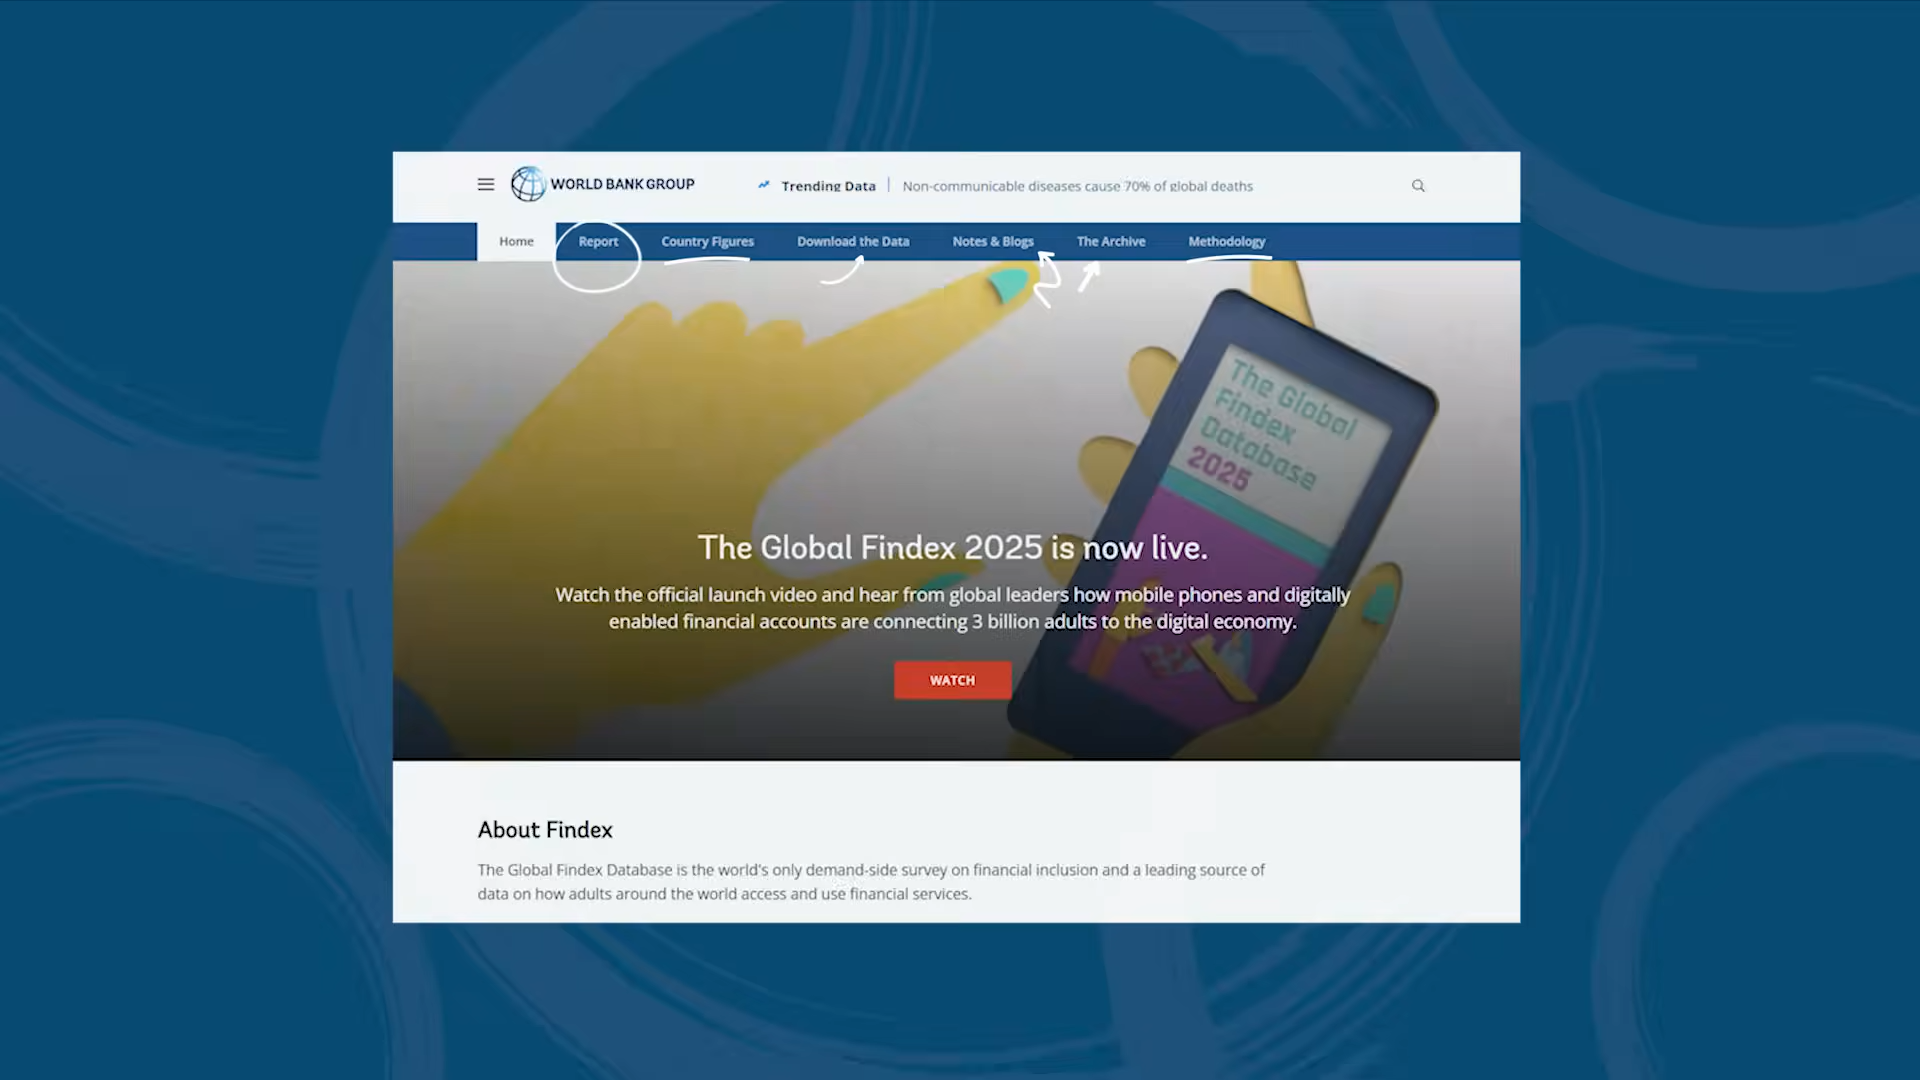 WORLD BANK GROUP
Trending Data
Non-communicable diseases cause 70% of global deaths
Home
Report
Country Figures
Download the Data
Notes & Blogs
The Archive
Methodology
The Global
Findex
Database
2025
The Global Findex 2025 is now live.
Watch the official launch video and hear from global leaders how mobile phones and digitally
enabled financial accounts are connecting 3 billion adults to the digital economy.
WATCH
About Findex
The Global Findex Database is the world's only demand-side survey on financial inclusion and a leading source of
data on how adults around the world access and use financial services.